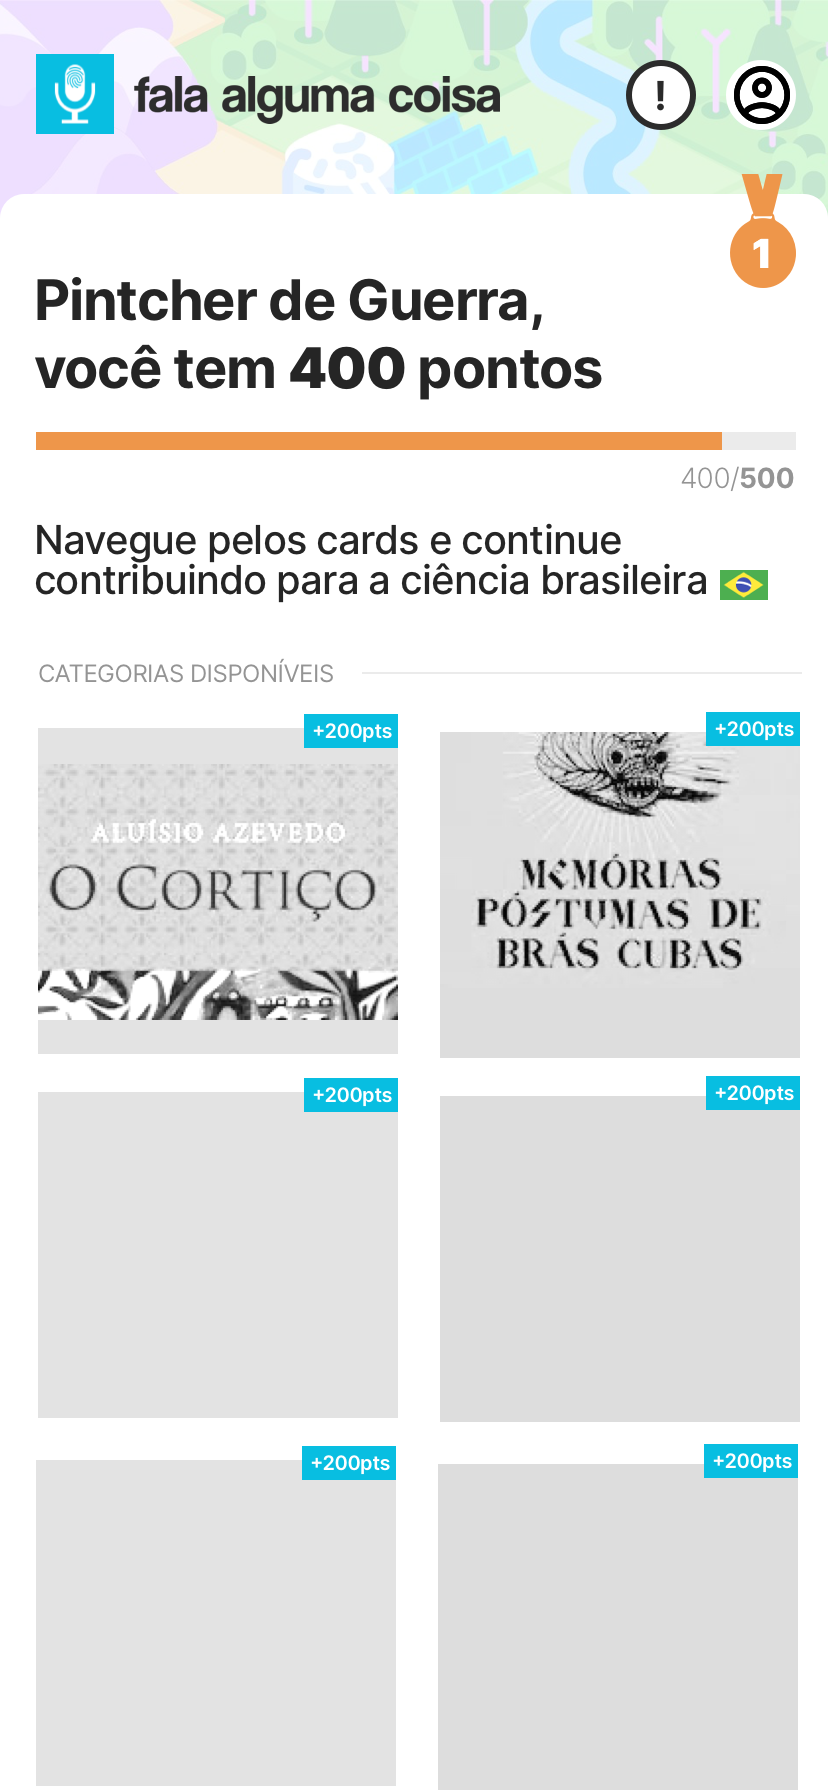 fala alguma coisa
!
1
Pintcher de Guerra,
você tem 400 pontos
400/500
Navegue pelos cards e continue
contribuindo para a ciência brasileira
CATEGORIAS DISPONÍVEIS
+200pts
ALUÍSIO AZEVEDO
O CORTIÇO
+200pts
MEMÓRIAS
PÓSTUMAS DE
BRÁS CUBAS
+200pts
+200pts
+200pts
+200pts